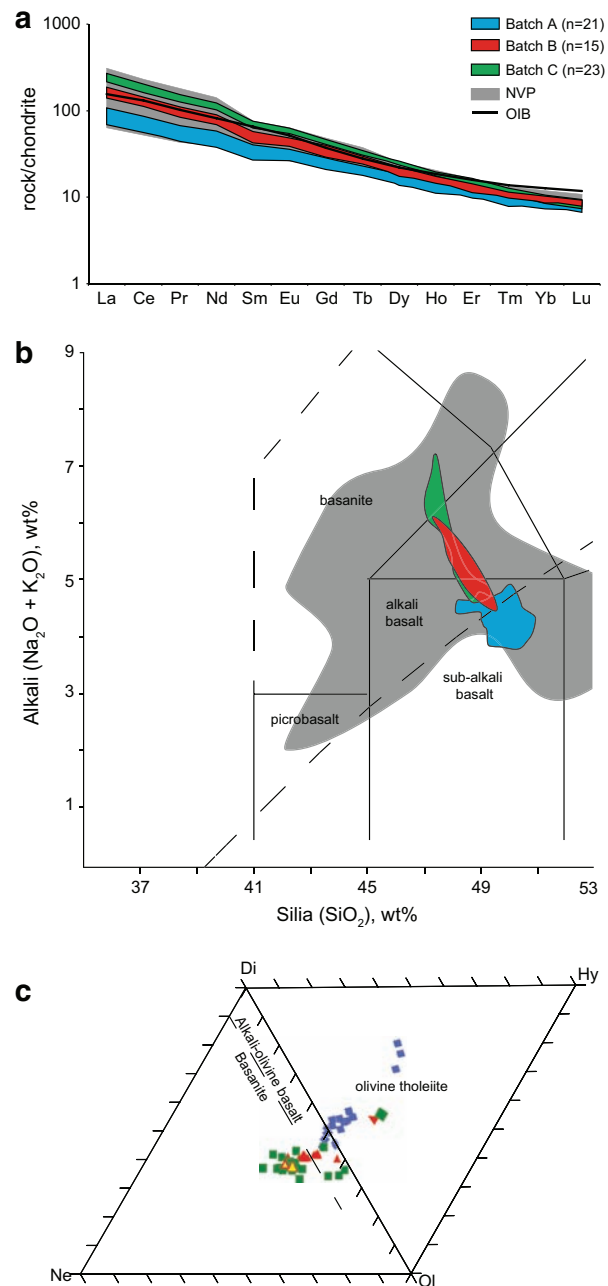 a
1000
100
10
1
rock/chondrite
Batch A (n=21)
Batch B (n=15)
Batch C (n=23)
NVP
OIB
La Ce Pr Nd Sm Eu Gd Tb Dy Ho Er Tm Yb Lu
b
9
7
5
3
1
Alkali (Na₂O + K₂O), wt%
basanite
alkali
basalt
sub-alkali
basalt
picrobasalt
37 41 45 49 53
Silia (SiO₂), wt%
c
Di
Hy
Alkali-olivine basalt
Basanite
olivine tholeiite
Ne
Ol